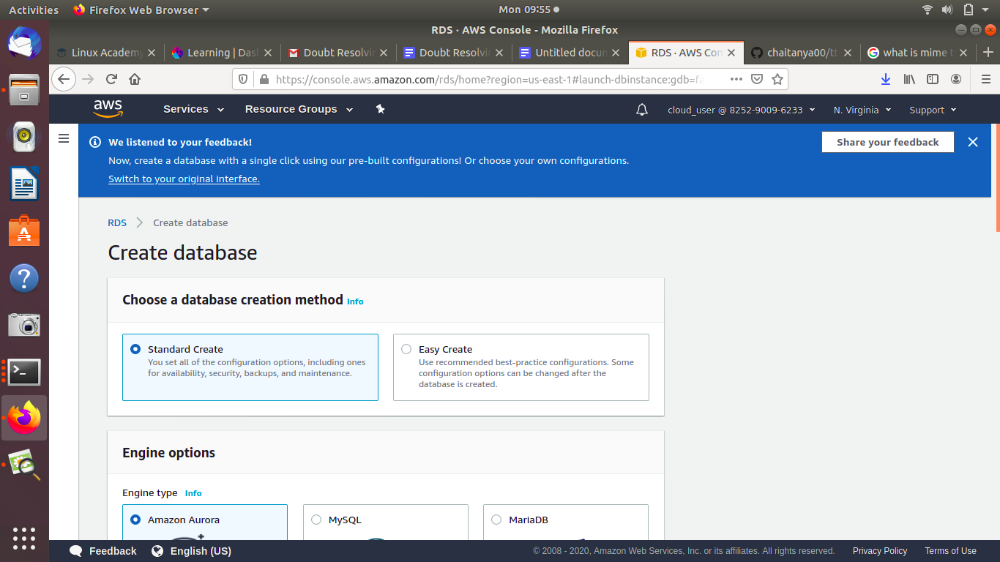 Activities Firefox Web Browser Mon 09:55
RDS · AWS Console - Mozilla Firefox
Linux Academy Learning | Das Doubt Resolvin Doubt Resolvin Untitled docun RDS · AWS Con chaitanya00/tt what is mime t
https://console.aws.amazon.com/rds/home?region=us-east-1#launch-dbinstance:gdb=fa
aws Services Resource Groups cloud_user @ 8252-9009-6233 N. Virginia Support
We listened to your feedback! Share your feedback
Now, create a database with a single click using our pre-built configurations! Or choose your own configurations.
Switch to your original interface.
RDS Create database
Create database
Choose a database creation method Info
Standard Create
You set all of the configuration options, including ones
for availability, security, backups, and maintenance.
Easy Create
Use recommended best-practice configurations. Some
configuration options can be changed after the
database is created.
Engine options
Engine type Info
Amazon Aurora MySQL MariaDB
Feedback English (US) © 2008 - 2020, Amazon Web Services, Inc. or its affiliates. All rights reserved. Privacy Policy Terms of Use